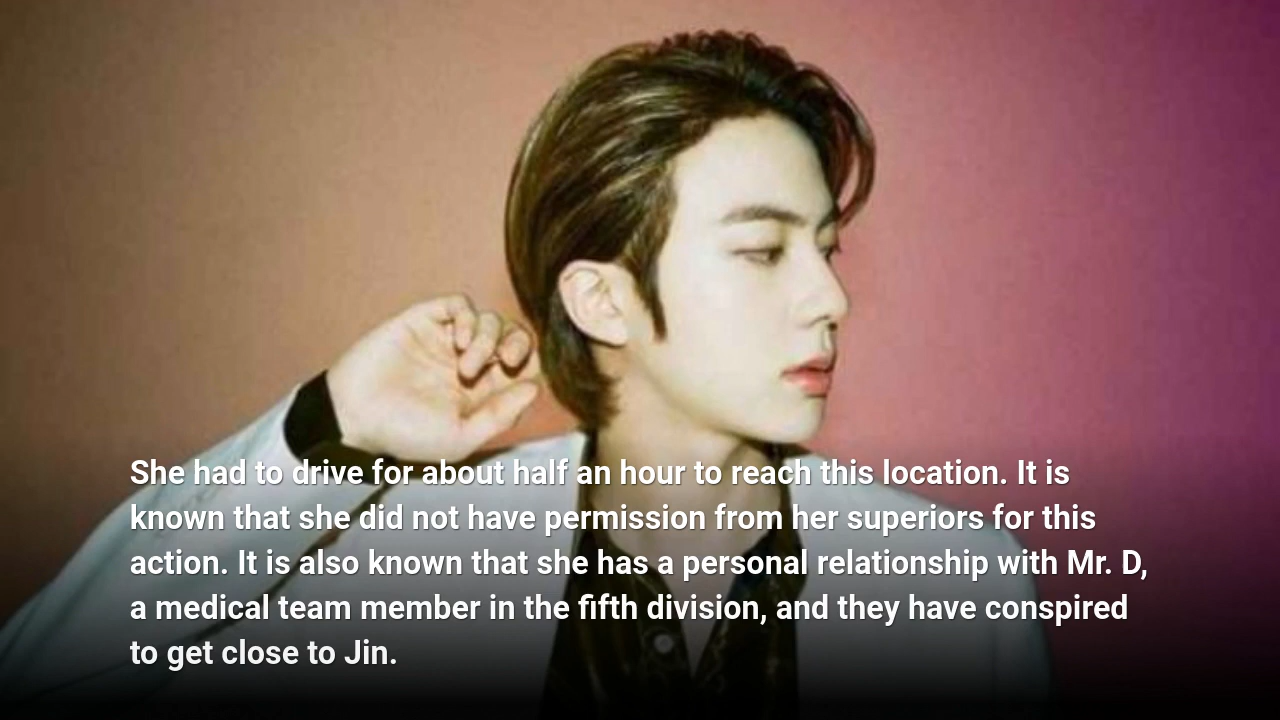 She had to drive for about half an hour to reach this location. It is
known that she did not have permission from her superiors for this
action. It is also known that she has a personal relationship with Mr. D,
a medical team member in the fifth division, and they have conspired
to get close to Jin.